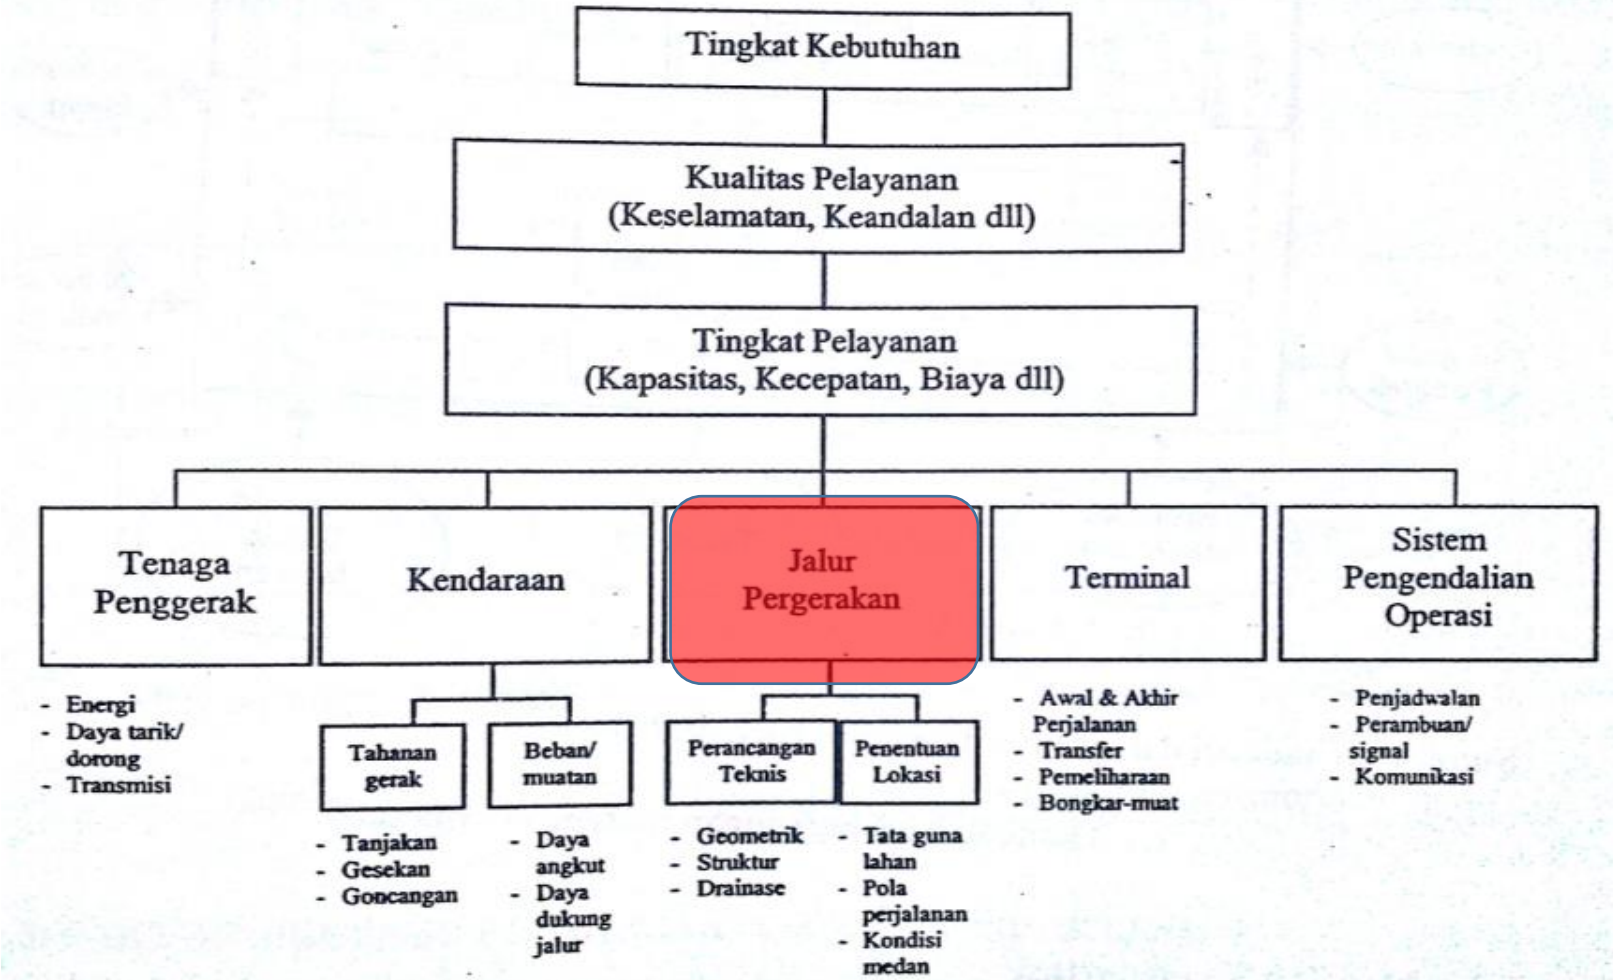 Tingkat Kebutuhan
Kualitas Pelayanan
(Keselamatan, Keandalan dll)
Tingkat Pelayanan
(Kapasitas, Kecepatan, Biaya dll)
Tenaga
Penggerak
- Energi
- Daya tarik/
dorong
- Transmisi
Kendaraan
Tahanan
gerak
- Tanjakan
- Gesekan
- Goncangan
Beban/
muatan
- Daya
angkut
- Daya
dukung
jalur
Jalur
Pergerakan
Perancangan
Teknis
- Geometrik
- Struktur
- Drainase
Penentuan
Lokasi
- Tata guna
lahan
- Pola
perjalanan
- Kondisi
medan
Terminal
- Awal & Akhir
Perjalanan
- Transfer
- Pemeliharaan
- Bongkar-muat
Sistem
Pengendalian
Operasi
- Penjadwalan
- Perambuan/
signal
- Komunikasi